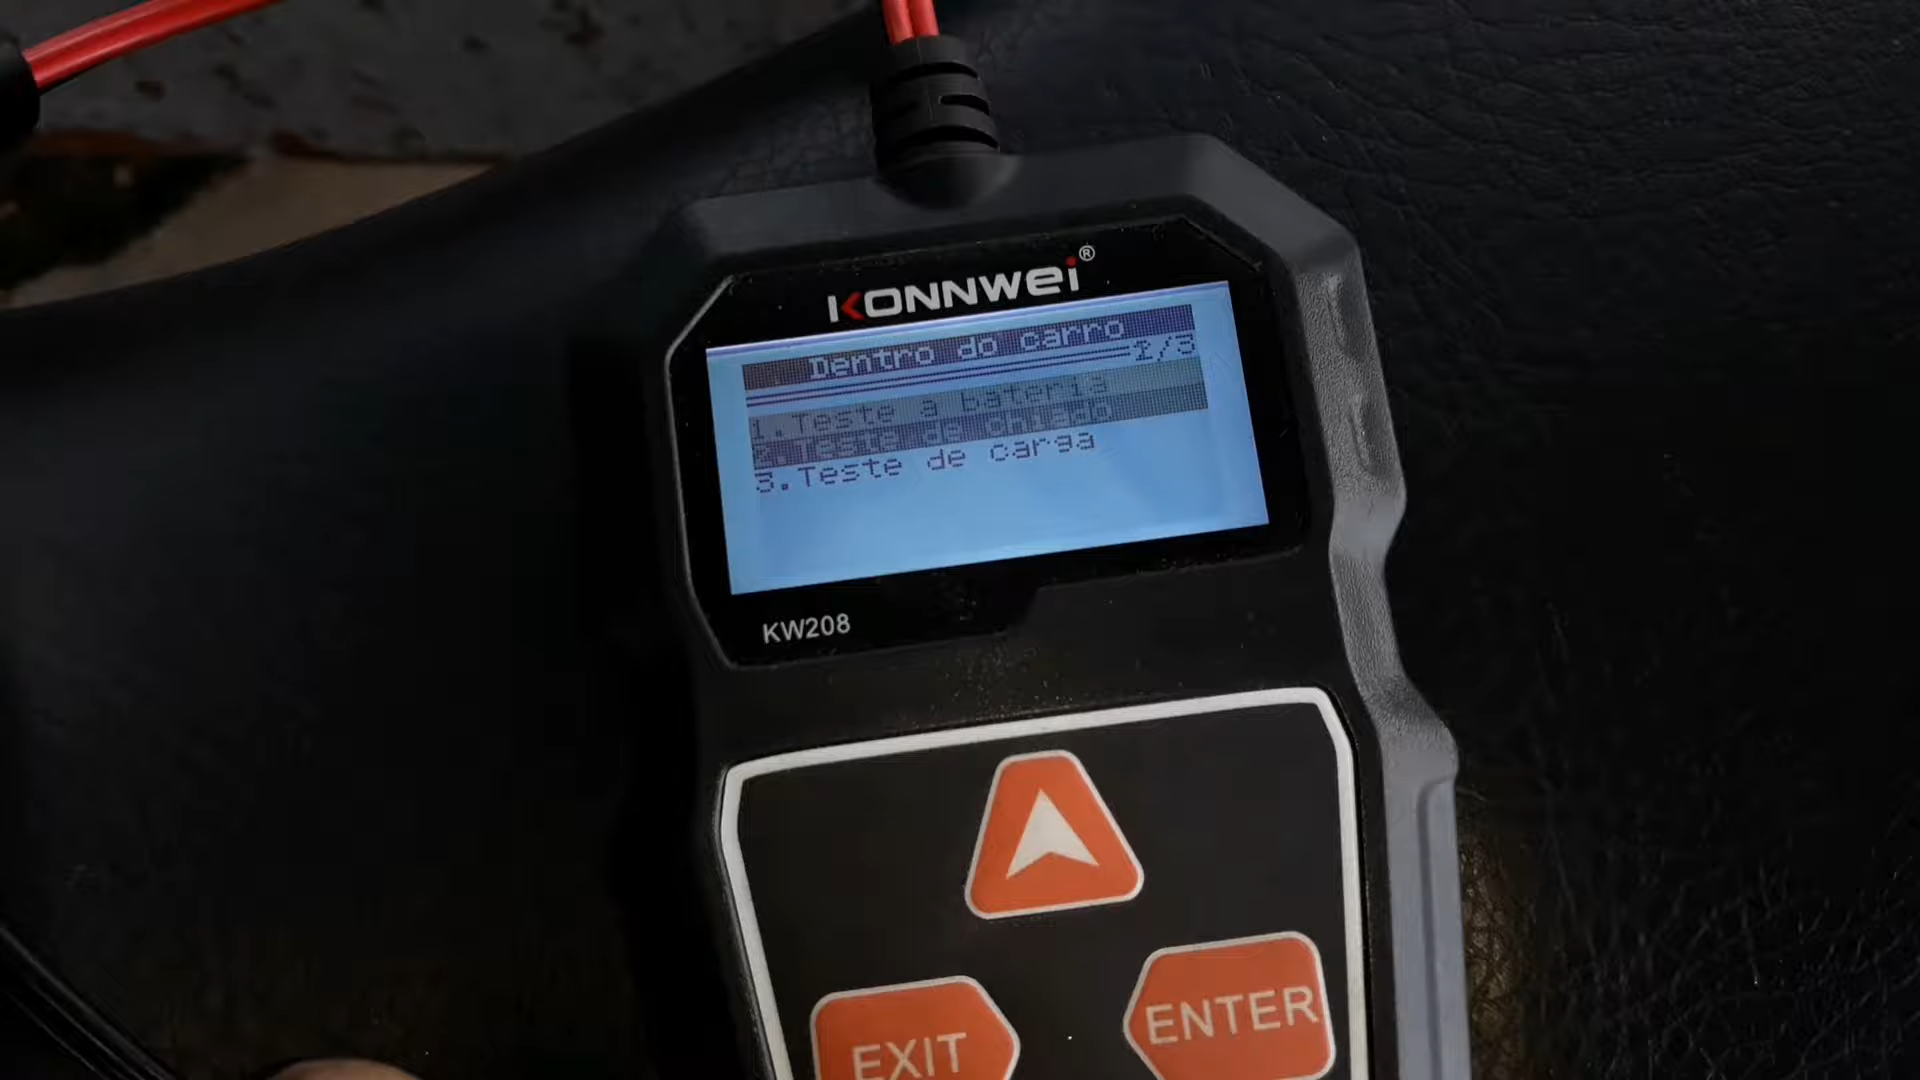 KONNWEI®
Dentro do carro
/3
1.Teste a bateria
2.Teste de chiado
3.Teste de carga
KW208
EXIT
ENTER